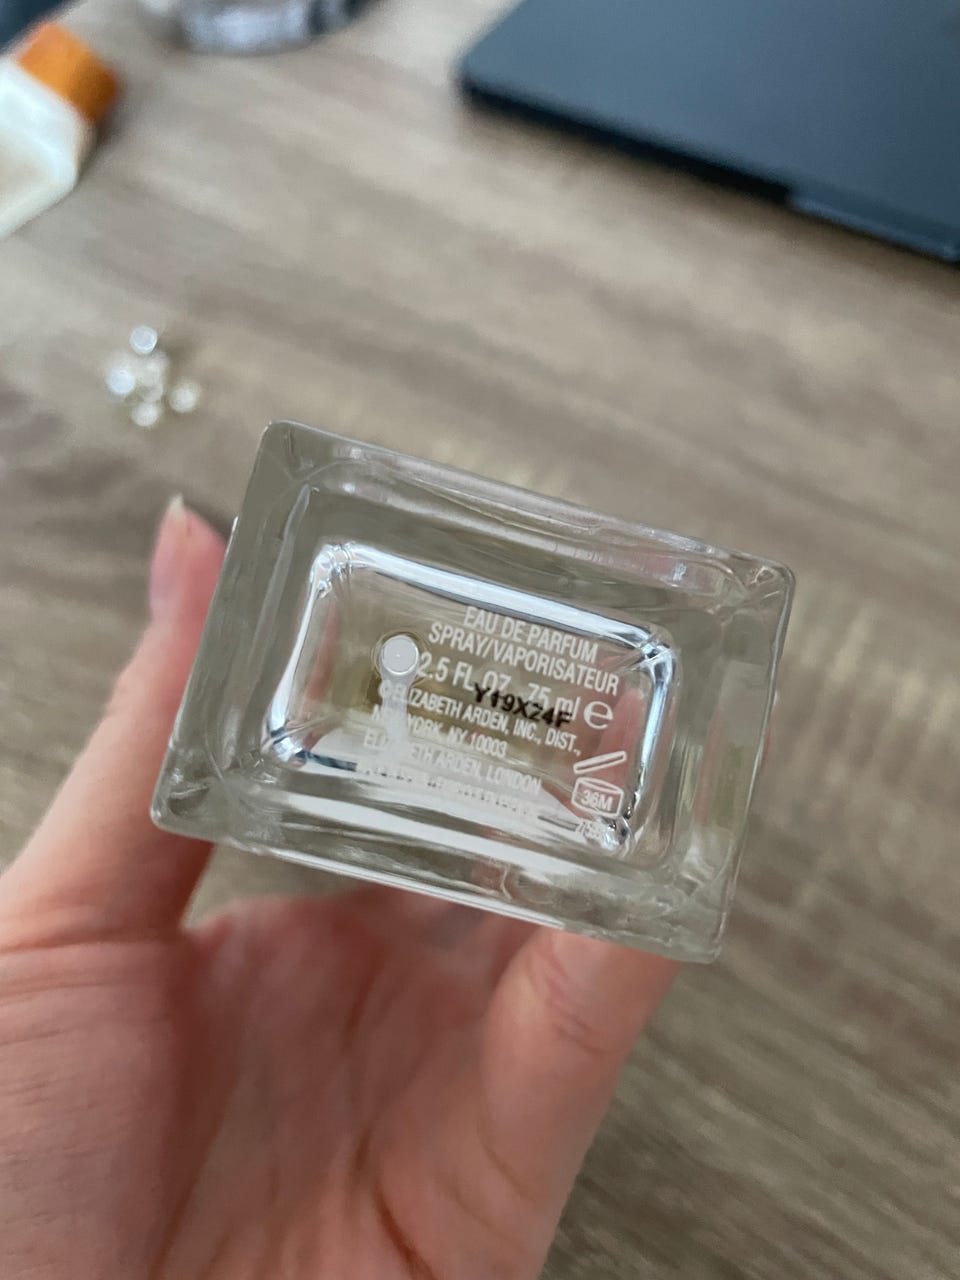 EAU DE PARFUM
SPRAY/VAPORISATEUR
2.5 FL. OZ. 75 ml e
Y19X24F
©ELIZABETH ARDEN, INC., DIST.,
NEW YORK, NY 10003
ELIZABETH ARDEN, LONDON
36M